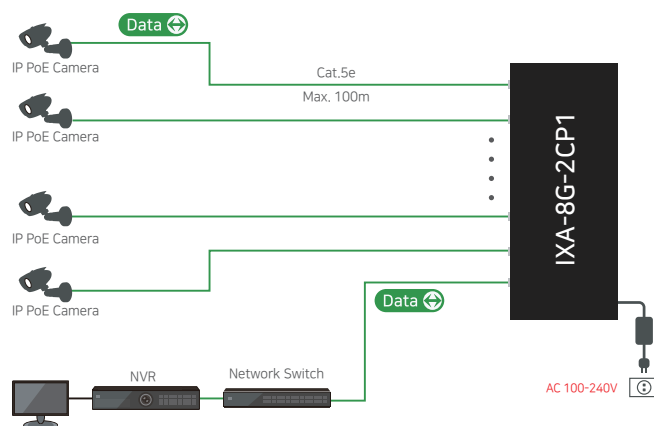 Data
IP PoE Camera
Cat.5e
Max. 100m
IP PoE Camera
IXA-8G-2CP1
IP PoE Camera
IP PoE Camera
Data
NVR
Network Switch
AC 100-240V